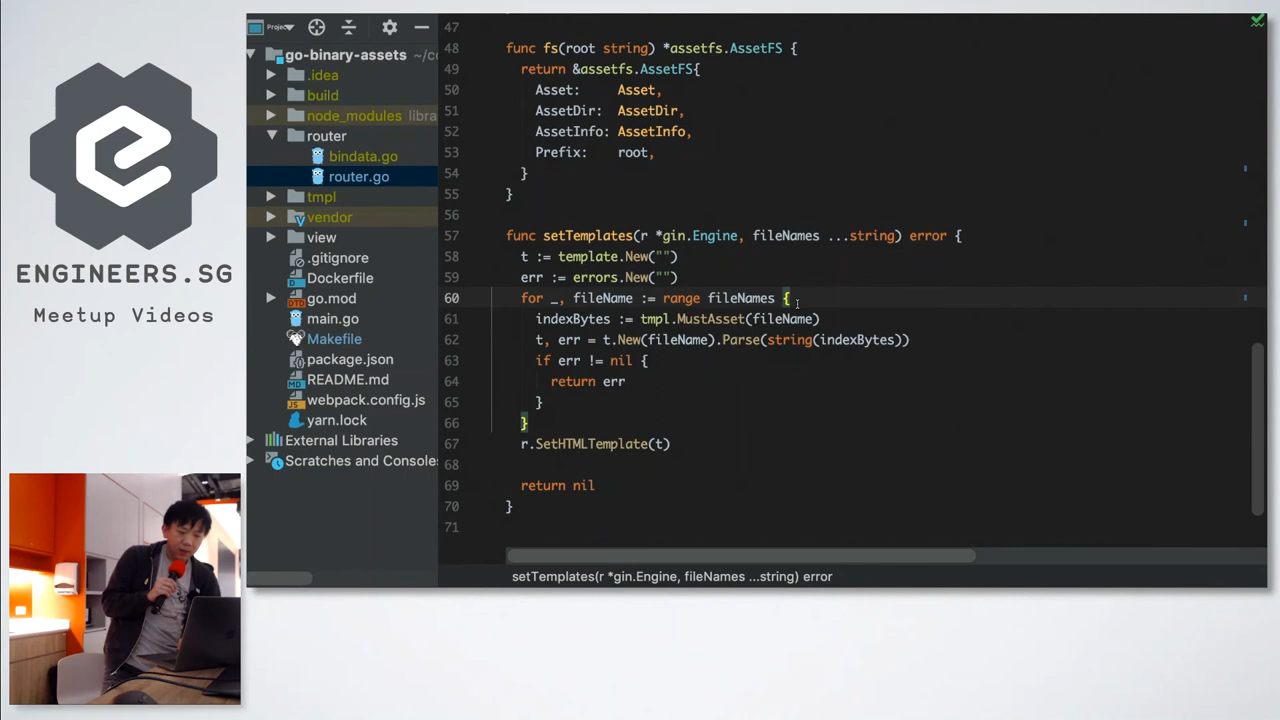 ENGINEERS.SG
Meetup Videos
go-binary-assets ~/c
.idea
build
node_modules libra
router
bindata.go
router.go
tmpl
vendor
view
.gitignore
Dockerfile
go.mod
main.go
Makefile
package.json
README.md
webpack.config.js
yarn.lock
External Libraries
Scratches and Console
47
48 func fs(root string) *assetfs.AssetFS {
49 return &assetfs.AssetFS{
50 Asset: Asset,
51 AssetDir: AssetDir,
52 AssetInfo: AssetInfo,
53 Prefix: root,
54 }
55 }
56
57 func setTemplates(r *gin.Engine, fileNames ...string) error {
58 t := template.New("")
59 err := errors.New("")
60 for _, fileName := range fileNames {
61 indexBytes := tmpl.MustAsset(fileName)
62 t, err = t.New(fileName).Parse(string(indexBytes))
63 if err != nil {
64 return err
65 }
66 }
67 r.SetHTMLTemplate(t)
68
69 return nil
70 }
71
setTemplates(r *gin.Engine, fileNames ...string) error